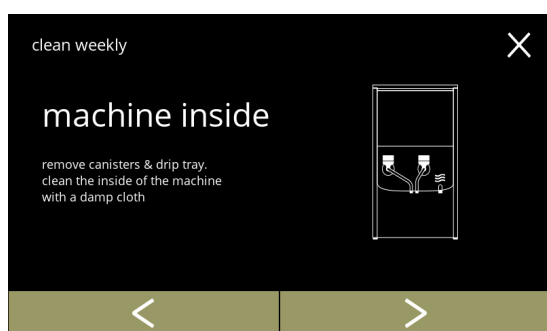 clean weekly
machine inside
remove canisters & drip tray.
clean the inside of the machine
with a damp cloth